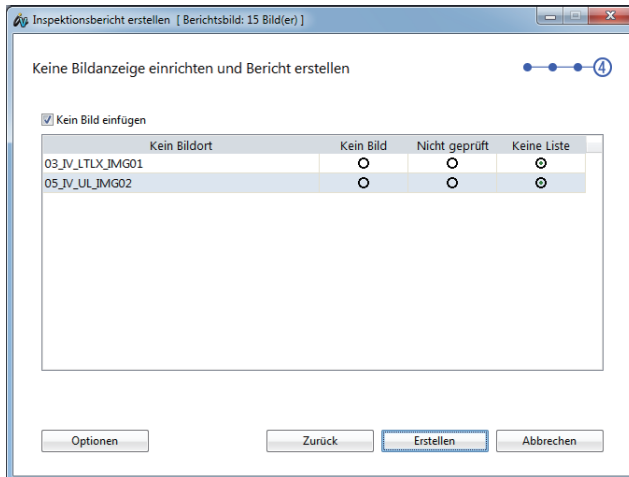 Inspektionsbericht erstellen [ Berichtsbild: 15 Bild(er) ]
Keine Bildanzeige einrichten und Bericht erstellen
4
Kein Bild einfügen
Kein Bildort Kein Bild Nicht geprüft Keine Liste
03_IV_LTLX_IMG01
05_IV_UL_IMG02
Optionen Zurück Erstellen Abbrechen